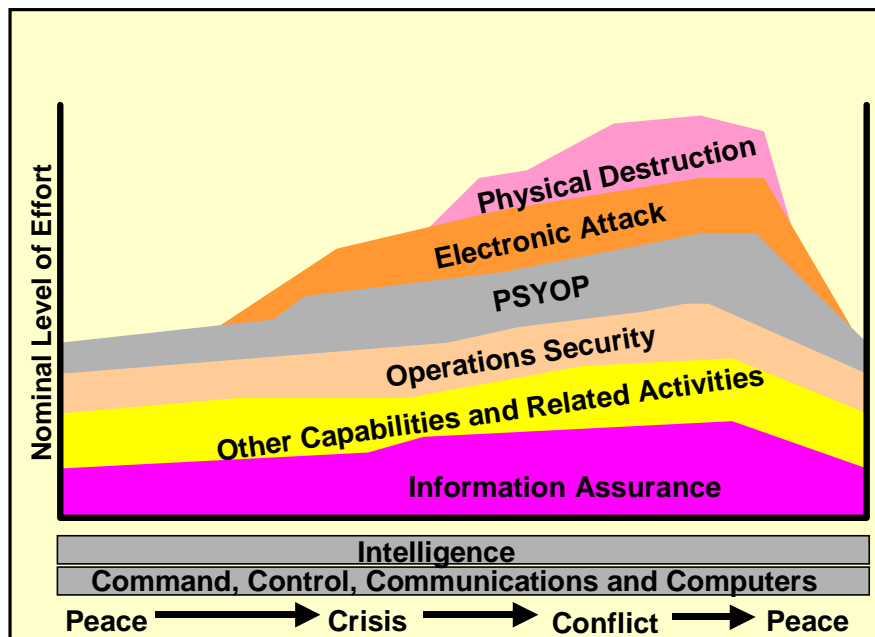 Nominal Level of Effort
Physical Destruction
Electronic Attack
PSYOP
Operations Security
Other Capabilities and Related Activities
Information Assurance
Intelligence
Command, Control, Communications and Computers
Peace Crisis Conflict Peace